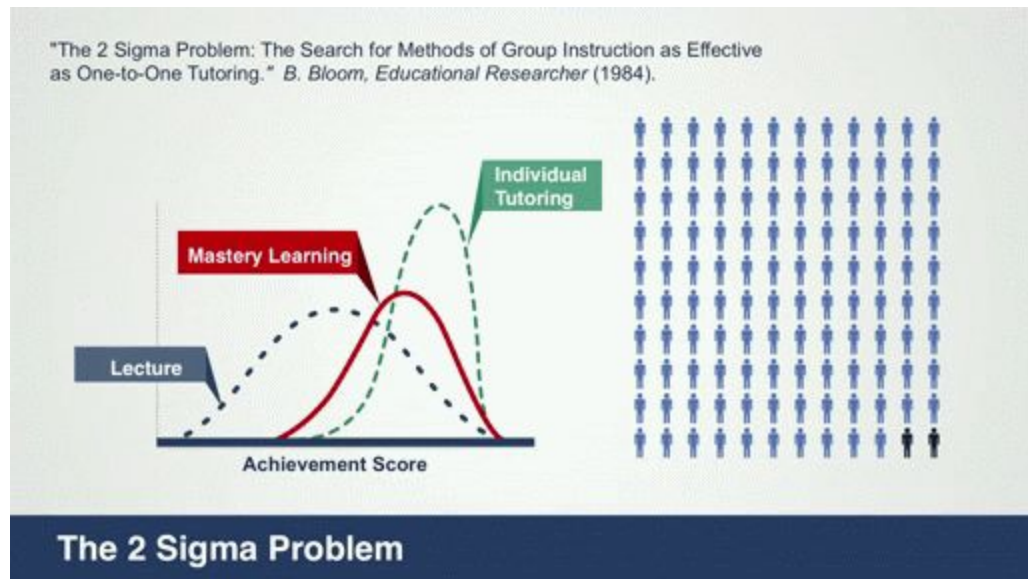 "The 2 Sigma Problem: The Search for Methods of Group Instruction as Effective
as One-to-One Tutoring." B. Bloom, Educational Researcher (1984).
Individual
Tutoring
Mastery Learning
Lecture
Achievement Score
The 2 Sigma Problem